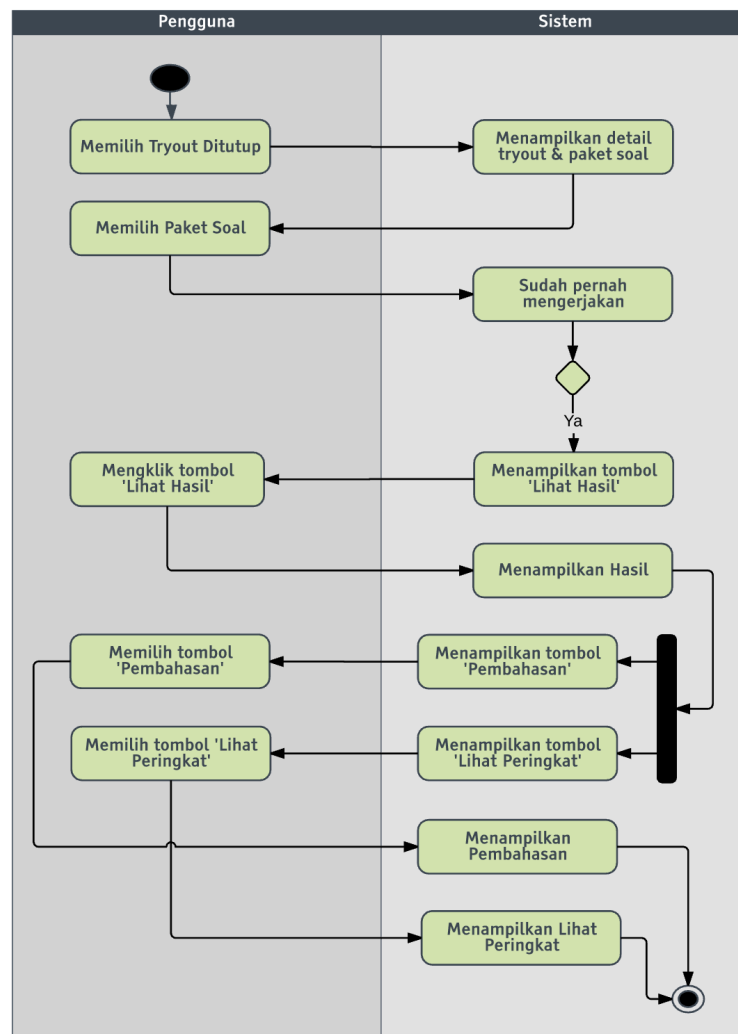 Pengguna
Sistem
Memilih Tryout Ditutup
Menampilkan detail
tryout & paket soal
Memilih Paket Soal
Sudah pernah
mengerjakan
Ya
Mengklik tombol
'Lihat Hasil'
Menampilkan tombol
'Lihat Hasil'
Menampilkan Hasil
Memilih tombol
'Pembahasan'
Menampilkan tombol
'Pembahasan'
Memilih tombol 'Lihat
Peringkat'
Menampilkan tombol
'Lihat Peringkat'
Menampilkan
Pembahasan
Menampilkan Lihat
Peringkat